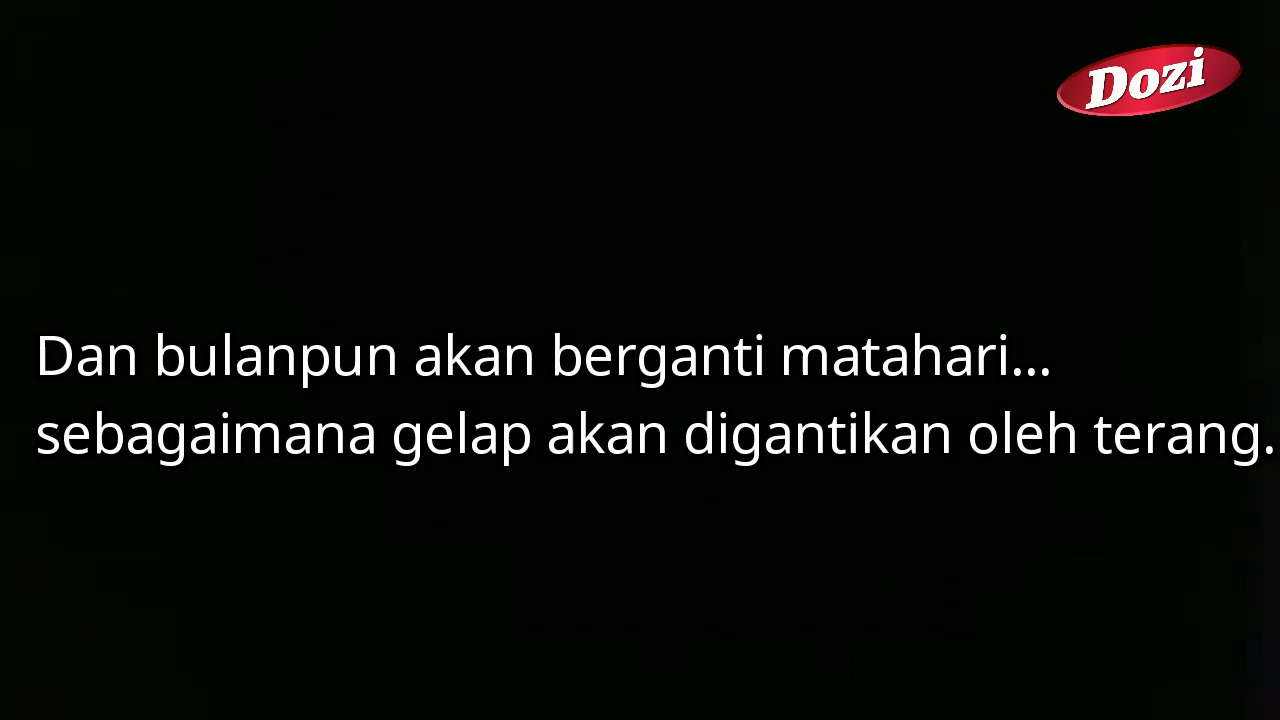 Dozi
Dan bulanpun akan berganti matahari...
sebagaimana gelap akan digantikan oleh terang.